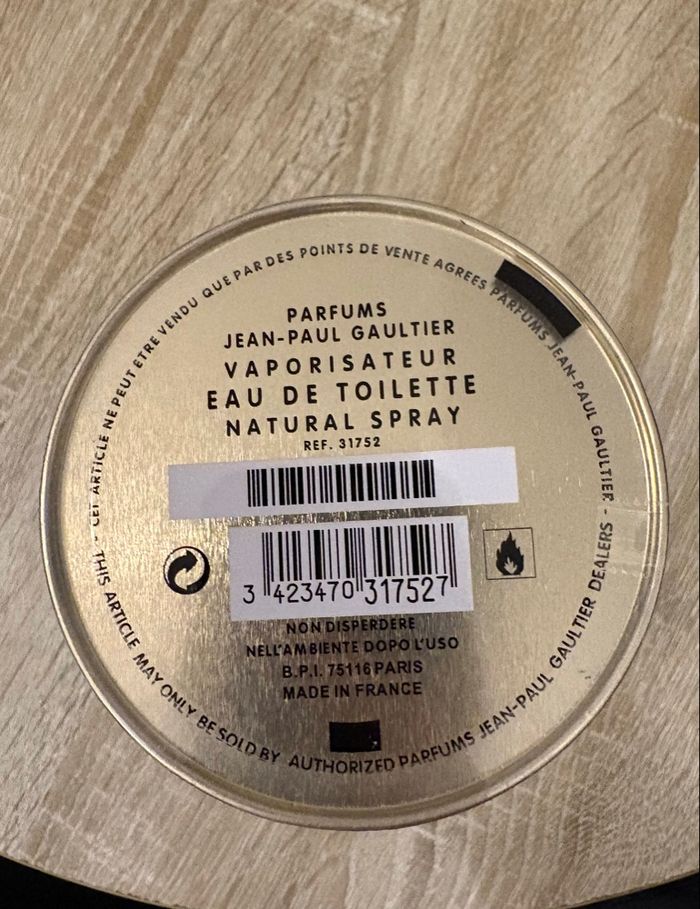 CET ARTICLE NE PEUT ETRE VENDU QUE PAR DES POINTS DE VENTE AGREES PARFUMS JEAN-PAUL GAULTIER -
THIS ARTICLE MAY ONLY BE SOLD BY AUTHORIZED PARFUMS JEAN-PAUL GAULTIER DEALERS -
PARFUMS
JEAN-PAUL GAULTIER
VAPORISATEUR
EAU DE TOILETTE
NATURAL SPRAY
REF. 31752
3 423470 317527
NON DISPERDERE
NELL'AMBIENTE DOPO L'USO
B.P.I. 75116 PARIS
MADE IN FRANCE